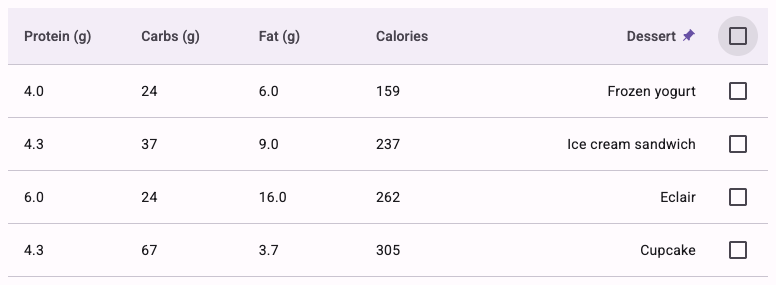 Protein (g) Carbs (g) Fat (g) Calories Dessert
4.0 24 6.0 159 Frozen yogurt
4.3 37 9.0 237 Ice cream sandwich
6.0 24 16.0 262 Eclair
4.3 67 3.7 305 Cupcake